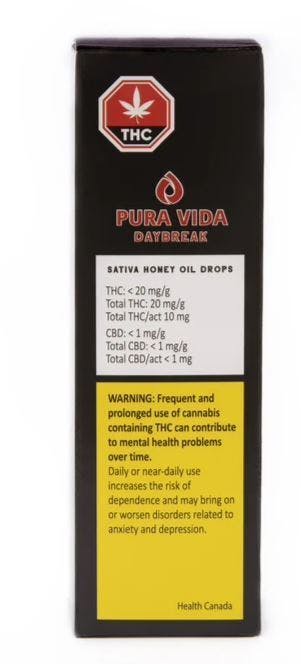 THC
PURA VIDA
DAYBREAK
SATIVA HONEY OIL DROPS
THC: < 20 mg/g
Total THC: 20 mg/g
Total THC/act 10 mg
CBD: < 1 mg/g
Total CBD: < 1 mg/g
Total CBD/act < 1 mg
WARNING: Frequent and
prolonged use of cannabis
containing THC can contribute
to mental health problems
over time.
Daily or near-daily use
increases the risk of
dependence and may bring on
or worsen disorders related to
anxiety and depression.
Health Canada